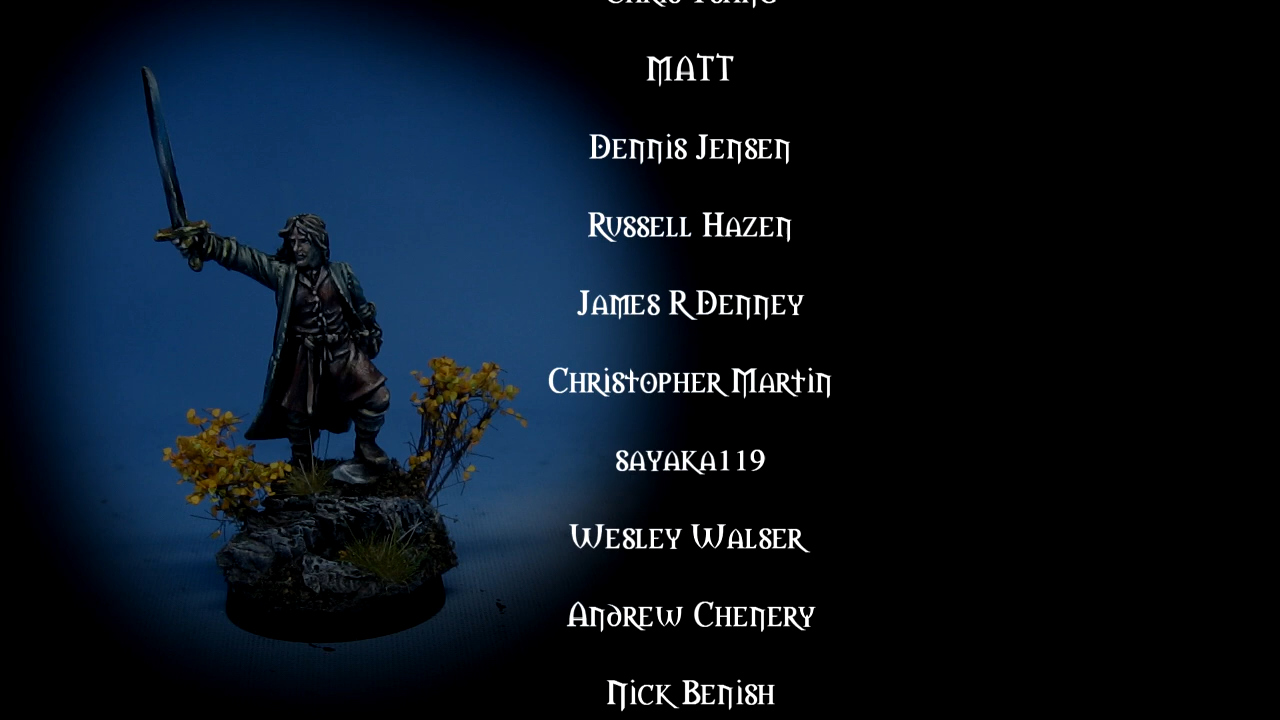 MATT
Dennis Jensen
Russell Hazen
James R Denney
Christopher Martin
sayaka119
Wesley Walser
Andrew Chenery
Nick Benish